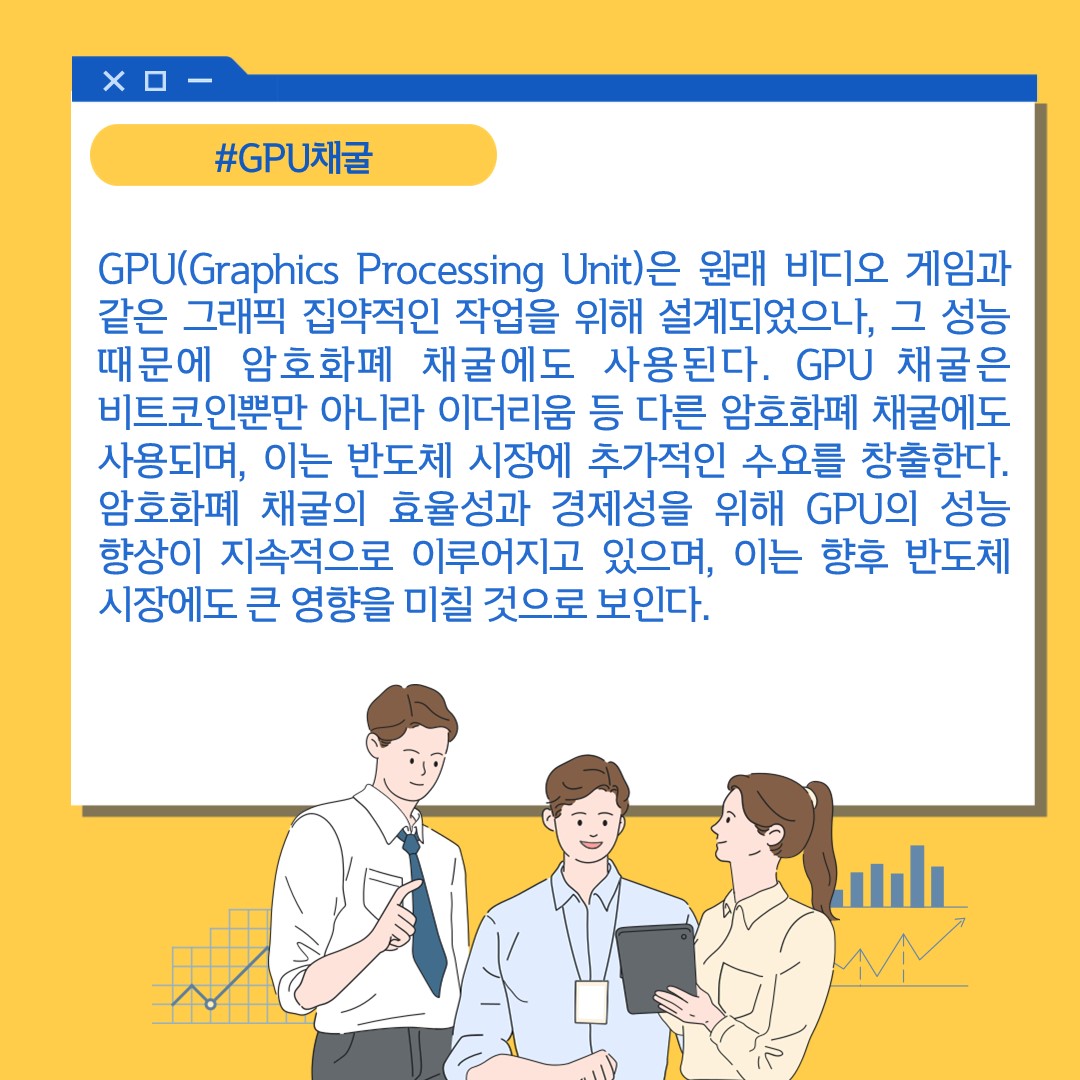 #GPU채굴
GPU(Graphics Processing Unit)은 원래 비디오 게임과
같은 그래픽 집약적인 작업을 위해 설계되었으나, 그 성능
때문에 암호화폐 채굴에도 사용된다. GPU 채굴은
비트코인뿐만 아니라 이더리움 등 다른 암호화폐 채굴에도
사용되며, 이는 반도체 시장에 추가적인 수요를 창출한다.
암호화폐 채굴의 효율성과 경제성을 위해 GPU의 성능
향상이 지속적으로 이루어지고 있으며, 이는 향후 반도체
시장에도 큰 영향을 미칠 것으로 보인다.